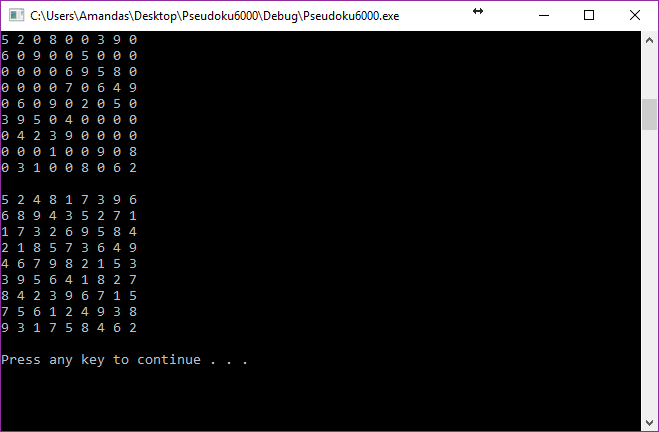 C:\Users\Amandas\Desktop\Pseudoku6000\Debug\Pseudoku6000.exe
5 2 0 8 0 0 3 9 0
6 0 9 0 0 5 0 0 0
0 0 0 0 6 9 5 8 0
0 0 0 0 7 0 6 4 9
0 6 0 9 0 2 0 5 0
3 9 5 0 4 0 0 0 0
0 4 2 3 9 0 0 0 0
0 0 0 1 0 0 9 0 8
0 3 1 0 0 8 0 6 2
5 2 4 8 1 7 3 9 6
6 8 9 4 3 5 2 7 1
1 7 3 2 6 9 5 8 4
2 1 8 5 7 3 6 4 9
4 6 7 9 8 2 1 5 3
3 9 5 6 4 1 8 2 7
8 4 2 3 9 6 7 1 5
7 5 6 1 2 4 9 3 8
9 3 1 7 5 8 4 6 2
Press any key to continue . . .